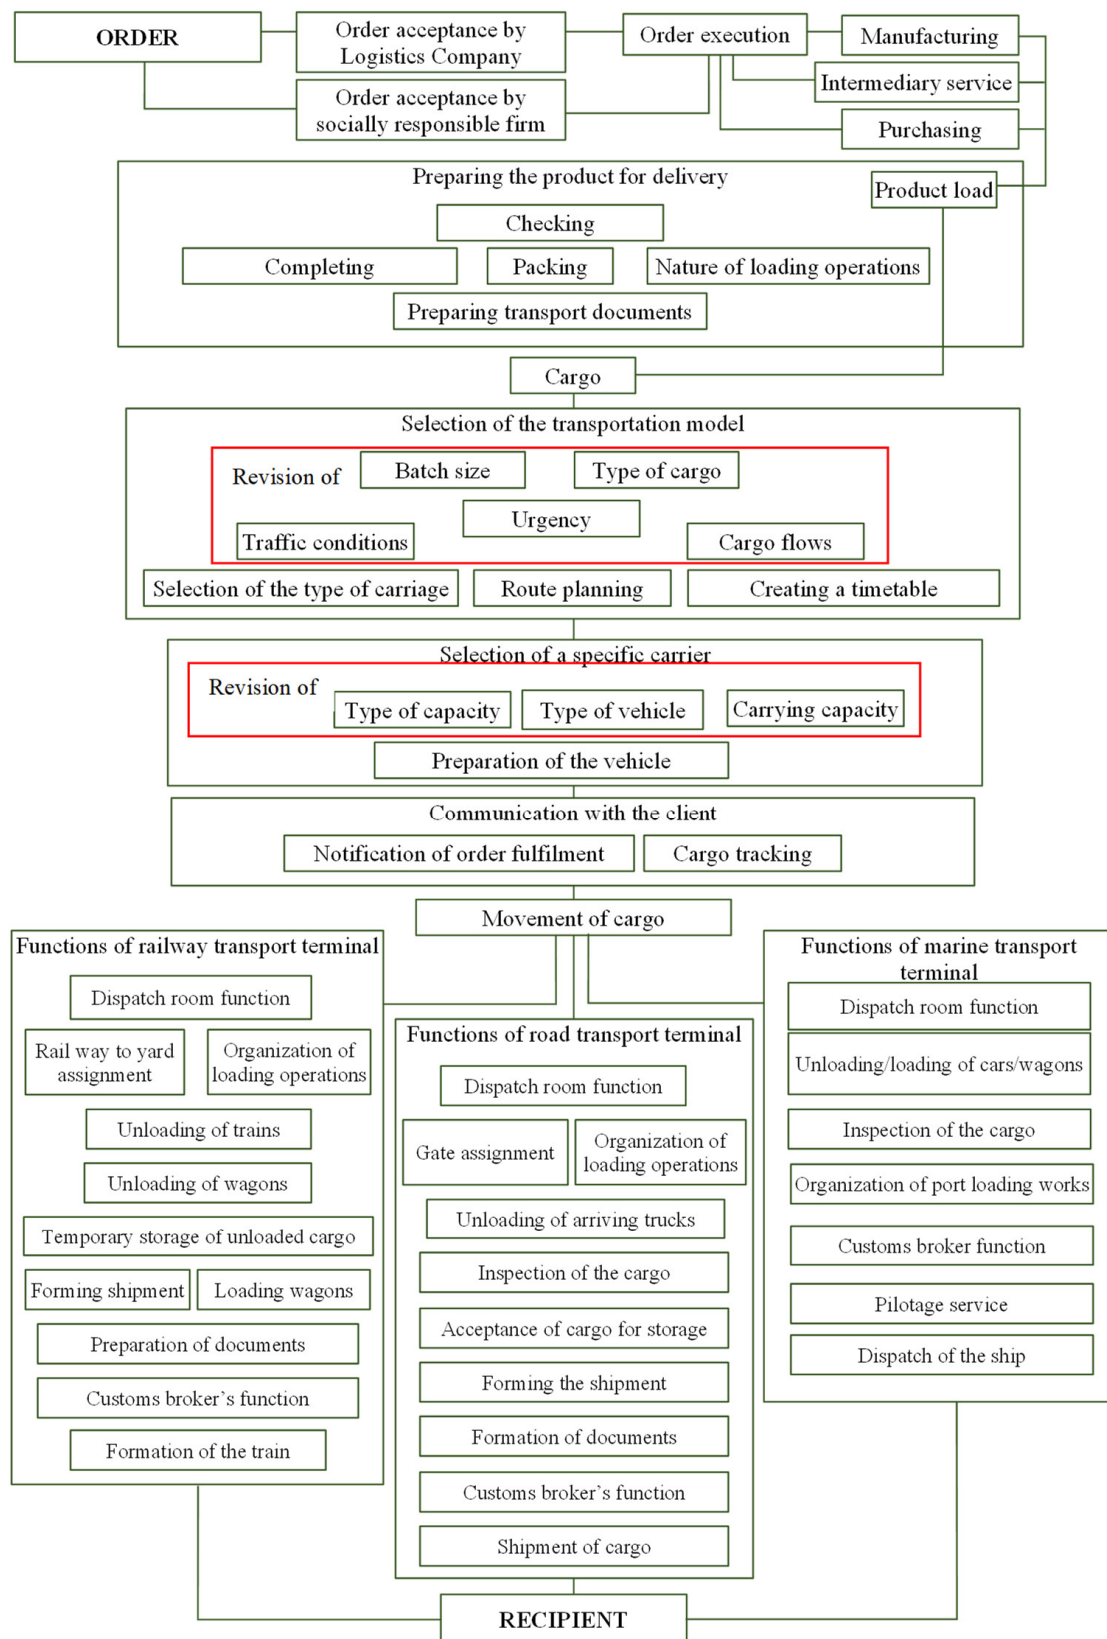 ORDER
Order acceptance by
Logistics Company
Order execution
Manufacturing
Intermediary service
Order acceptance by
socially responsible firm
Purchasing
Preparing the product for delivery
Product load
Checking
Completing
Packing
Nature of loading operations
Preparing transport documents
Cargo
Selection of the transportation model
Revision of
Batch size
Type of cargo
Urgency
Traffic conditions
Cargo flows
Selection of the type of carriage
Route planning
Creating a timetable
Selection of a specific carrier
Revision of
Type of capacity
Type of vehicle
Carrying capacity
Preparation of the vehicle
Communication with the client
Notification of order fulfilment
Cargo tracking
Movement of cargo
Functions of railway transport terminal
Dispatch room function
Rail way to yard
assignment
Organization of
loading operations
Unloading of trains
Unloading of wagons
Temporary storage of unloaded cargo
Forming shipment
Loading wagons
Preparation of documents
Customs broker’s function
Formation of the train
Functions of road transport terminal
Dispatch room function
Gate assignment
Organization of
loading operations
Unloading of arriving trucks
Inspection of the cargo
Acceptance of cargo for storage
Forming the shipment
Formation of documents
Customs broker’s function
Shipment of cargo
Functions of marine transport
terminal
Dispatch room function
Unloading/loading of cars/wagons
Inspection of the cargo
Organization of port loading works
Customs broker function
Pilotage service
Dispatch of the ship
RECIPIENT